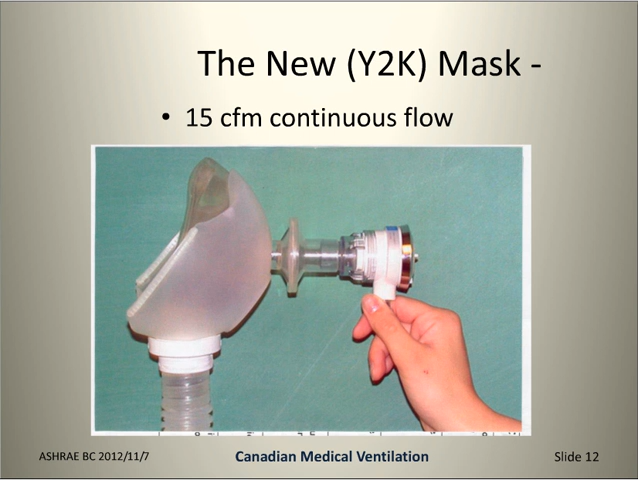 The New (Y2K) Mask -
• 15 cfm continuous flow
ASHRAE BC 2012/11/7
Canadian Medical Ventilation
Slide 12